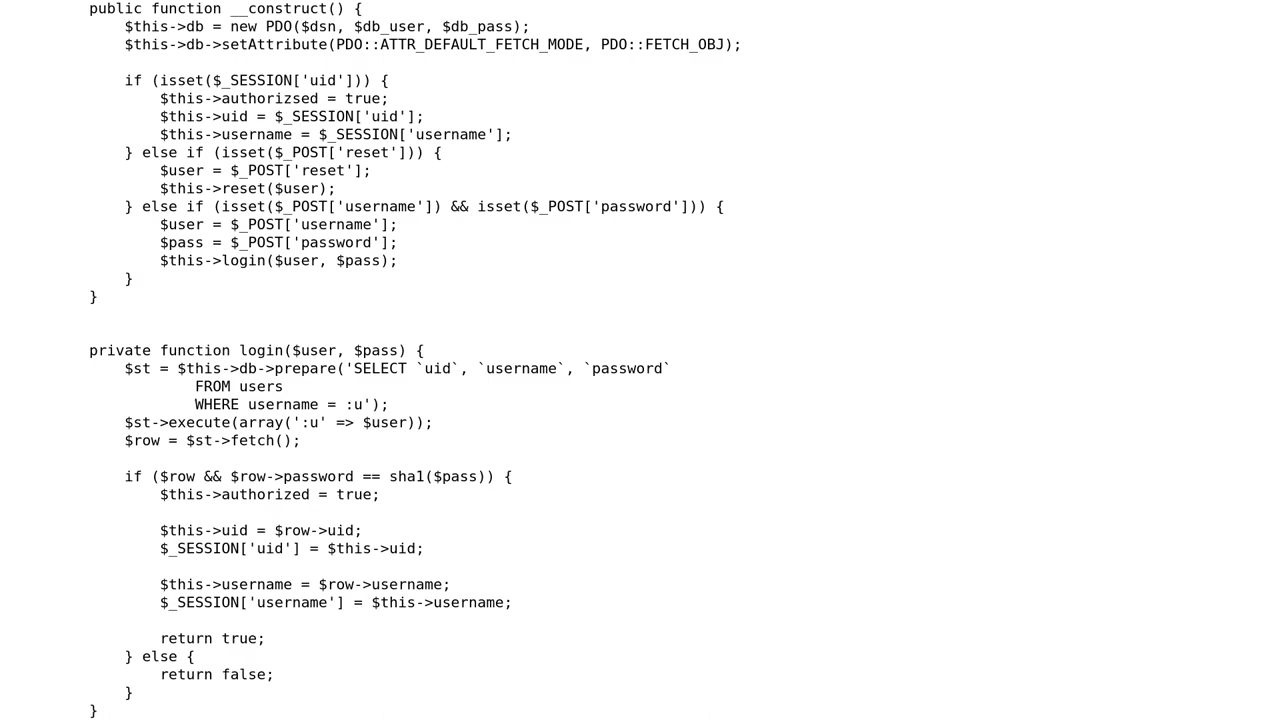 public function __construct() {
    $this->db = new PDO($dsn, $db_user, $db_pass);
    $this->db->setAttribute(PDO::ATTR_DEFAULT_FETCH_MODE, PDO::FETCH_OBJ);

    if (isset($_SESSION['uid'])) {
        $this->authorizsed = true;
        $this->uid = $_SESSION['uid'];
        $this->username = $_SESSION['username'];
    } else if (isset($_POST['reset'])) {
        $user = $_POST['reset'];
        $this->reset($user);
    } else if (isset($_POST['username']) && isset($_POST['password'])) {
        $user = $_POST['username'];
        $pass = $_POST['password'];
        $this->login($user, $pass);
    }
}


private function login($user, $pass) {
    $st = $this->db->prepare('SELECT `uid`, `username`, `password`
            FROM users
            WHERE username = :u');
    $st->execute(array(':u' => $user));
    $row = $st->fetch();

    if ($row && $row->password == sha1($pass)) {
        $this->authorized = true;

        $this->uid = $row->uid;
        $_SESSION['uid'] = $this->uid;

        $this->username = $row->username;
        $_SESSION['username'] = $this->username;

        return true;
    } else {
        return false;
    }
}